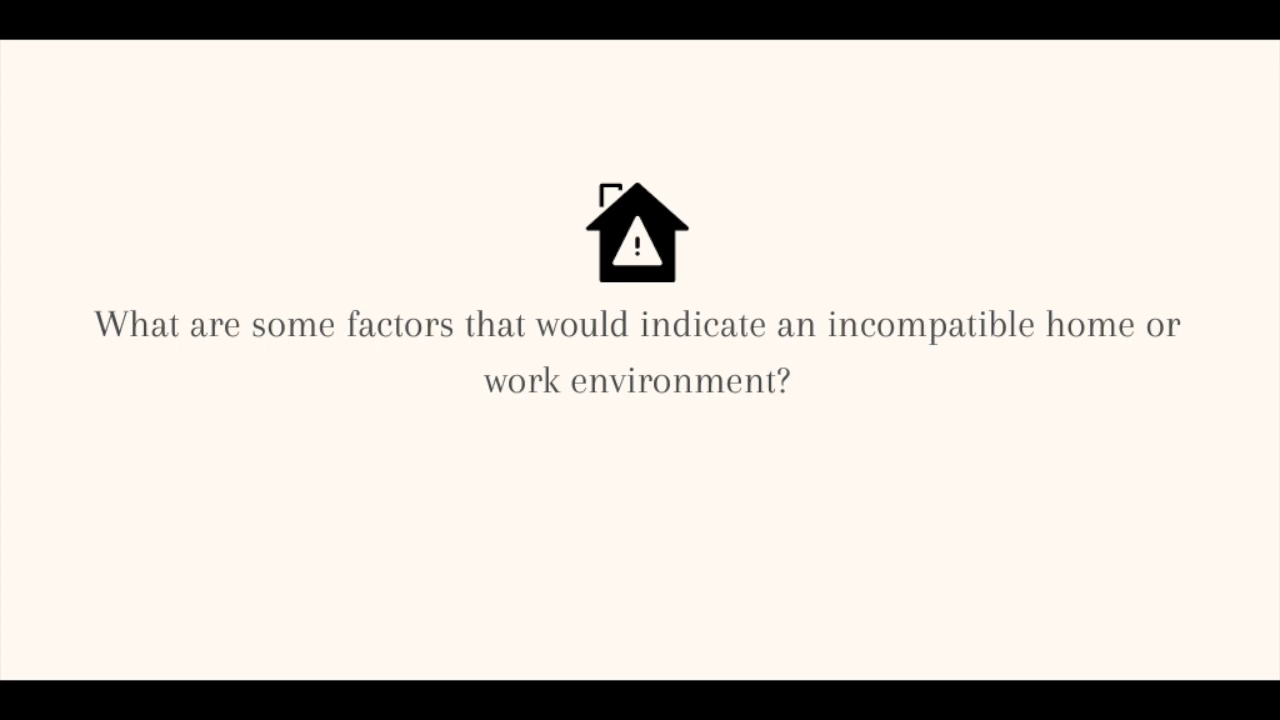 What are some factors that would indicate an incompatible home or
work environment?